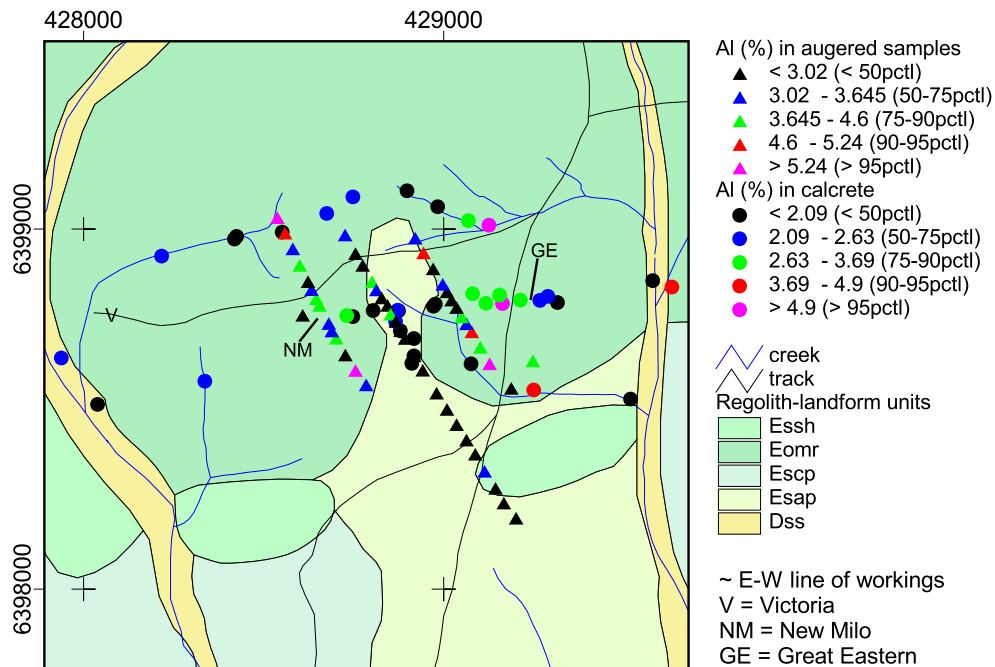 428000
429000
6399000
6398000
V
NM
GE
Al (%) in augered samples
< 3.02 (< 50pctl)
3.02 - 3.645 (50-75pctl)
3.645 - 4.6 (75-90pctl)
4.6 - 5.24 (90-95pctl)
> 5.24 (> 95pctl)
Al (%) in calcrete
< 2.09 (< 50pctl)
2.09 - 2.63 (50-75pctl)
2.63 - 3.69 (75-90pctl)
3.69 - 4.9 (90-95pctl)
> 4.9 (> 95pctl)
creek
track
Regolith-landform units
Essh
Eomr
Escp
Esap
Dss
~ E-W line of workings
V = Victoria
NM = New Milo
GE = Great Eastern